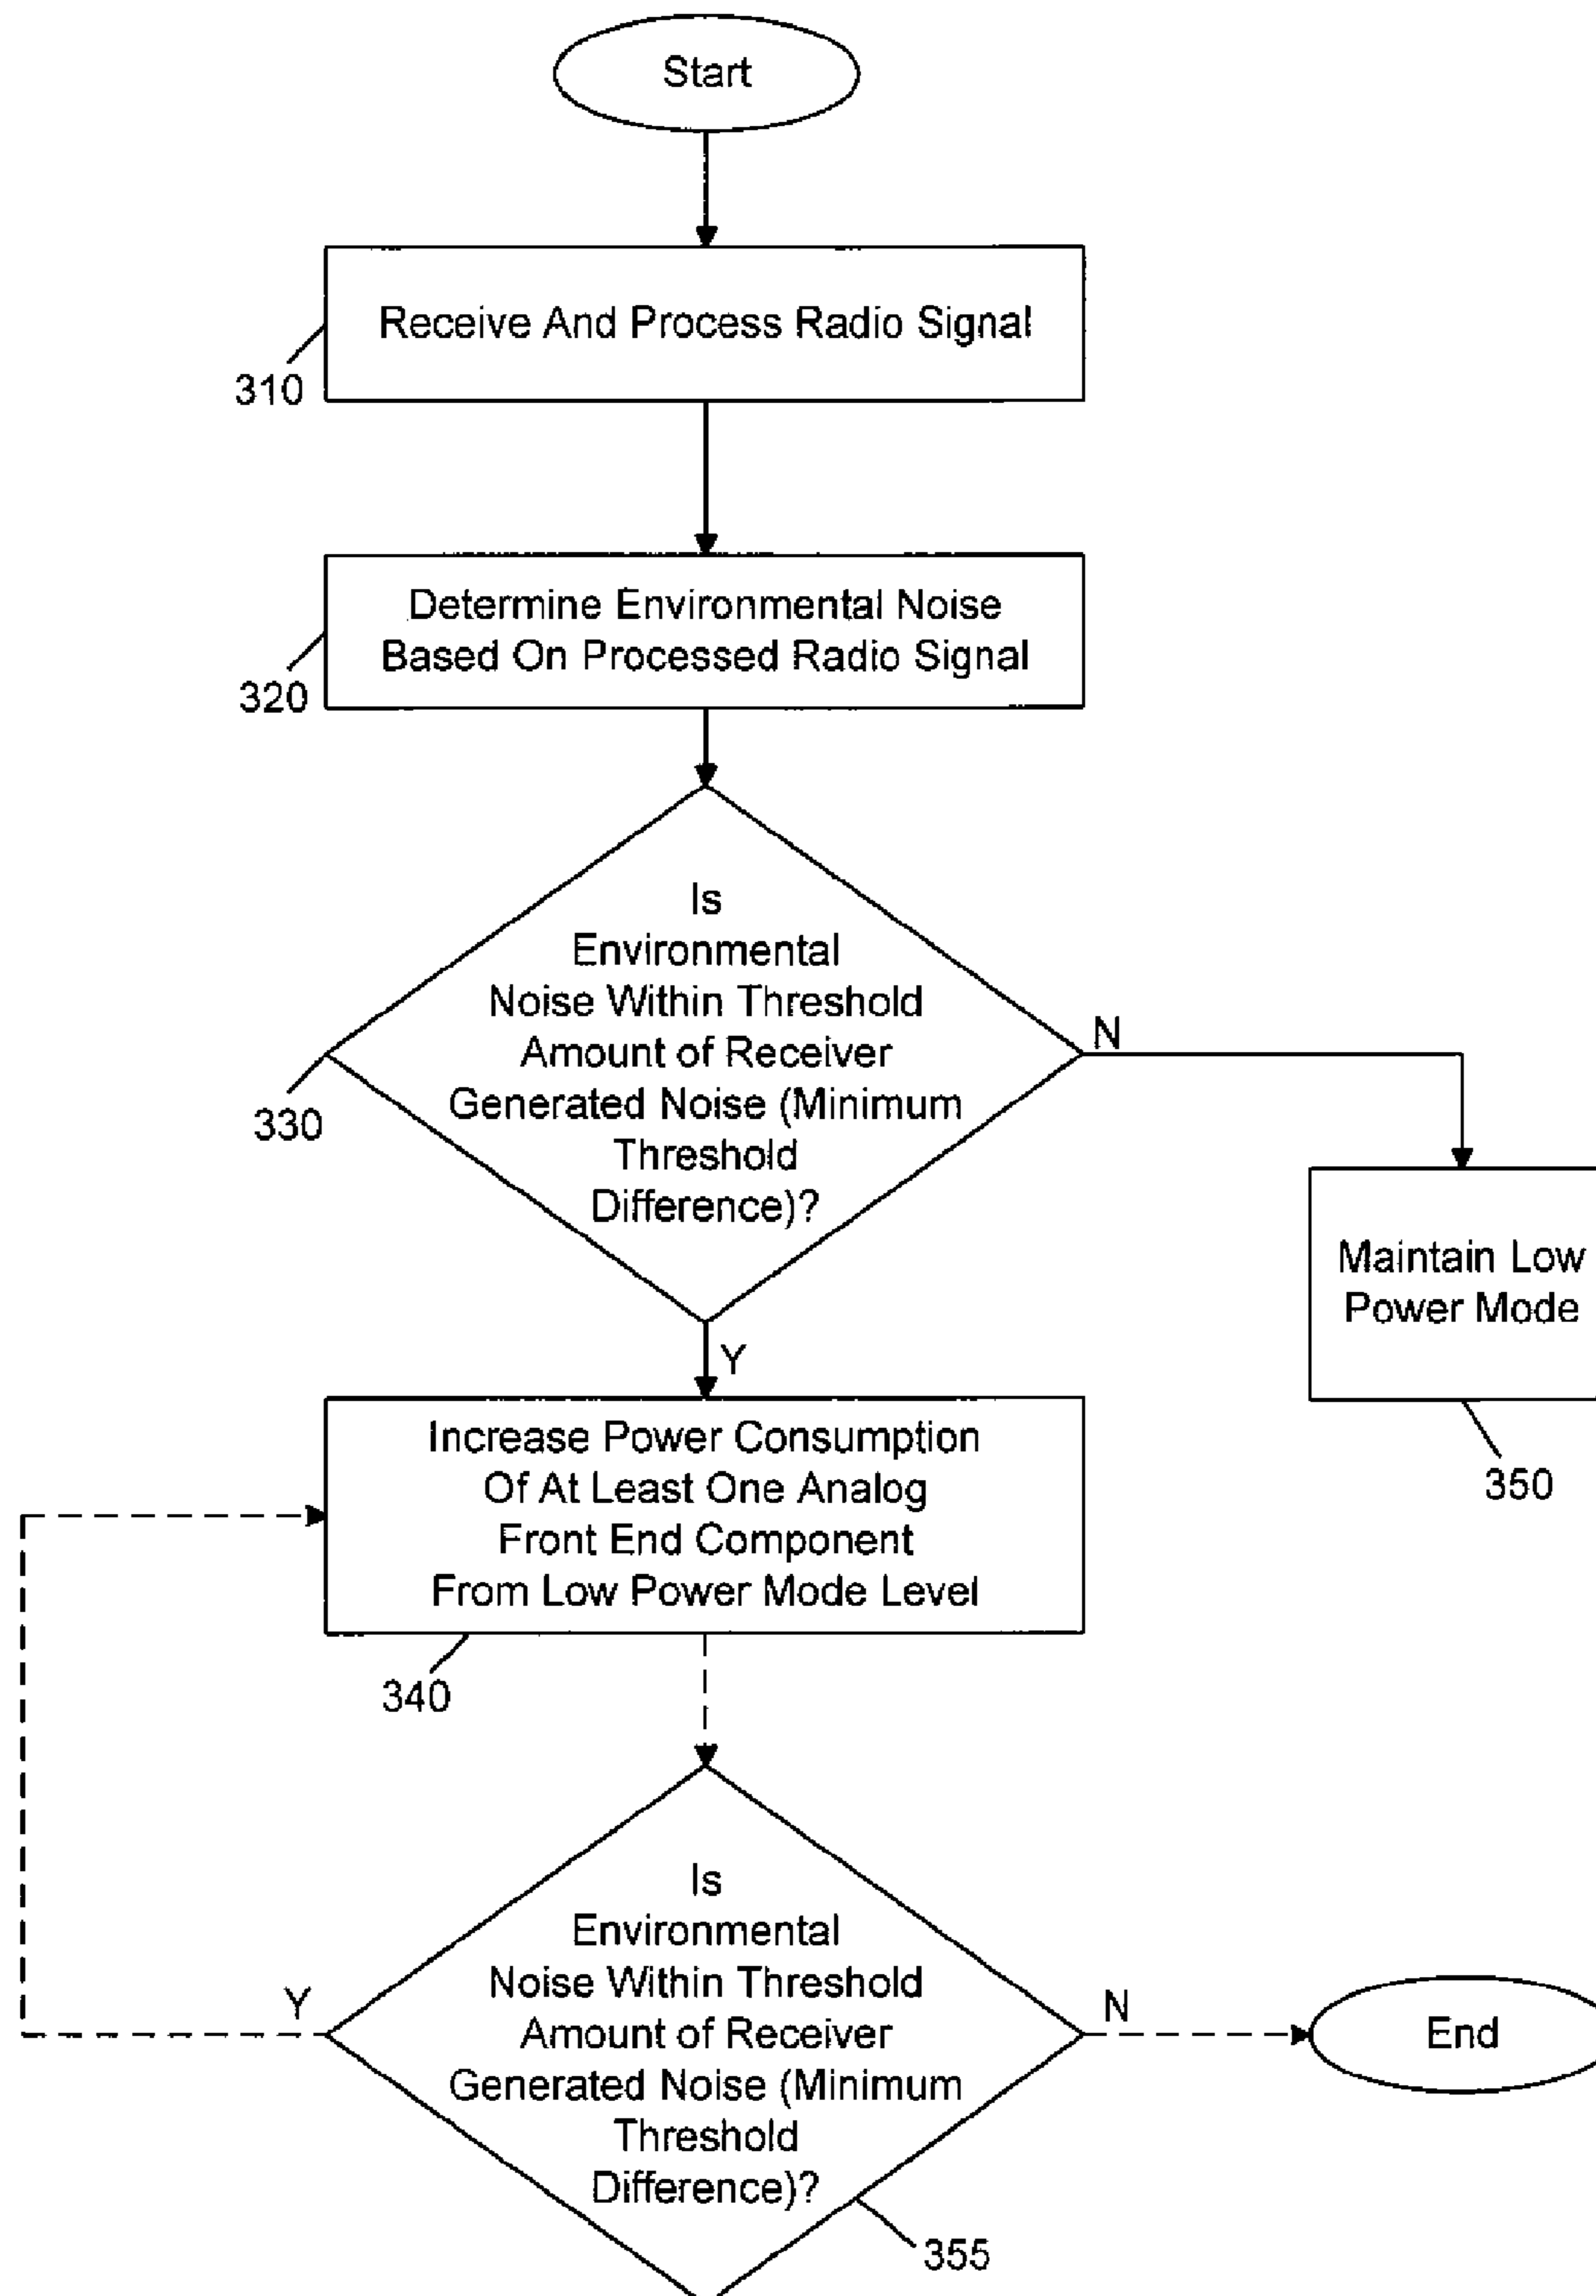 Start
Receive And Process Radio Signal
310
Determine Environmental Noise
Based On Processed Radio Signal
320
Is
Environmental
Noise Within Threshold
Amount of Receiver
Generated Noise (Minimum
Threshold
Difference)?
N
330
Maintain Low
Power Mode
350
Y
Increase Power Consumption
Of At Least One Analog
Front End Component
From Low Power Mode Level
340
Is
Environmental
Noise Within Threshold
Amount of Receiver
Generated Noise (Minimum
Threshold
Difference)?
Y
N
End
355